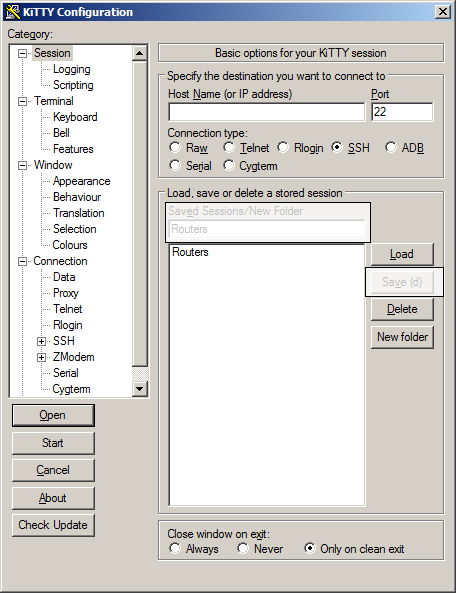 KiTTY Configuration
Category:
Session
Logging
Scripting
Terminal
Keyboard
Bell
Features
Window
Appearance
Behaviour
Translation
Selection
Colours
Connection
Data
Proxy
Telnet
Rlogin
SSH
ZModem
Serial
Cygterm
Open
Start
Cancel
About
Check Update
Basic options for your KiTTY session
Specify the destination you want to connect to
Host Name (or IP address) Port
22
Connection type:
Raw Telnet Rlogin SSH ADB
Serial Cygterm
Load, save or delete a stored session
Saved Sessions/New Folder
Routers
Routers
Load
Save (d)
Delete
New folder
Close window on exit:
Always Never Only on clean exit